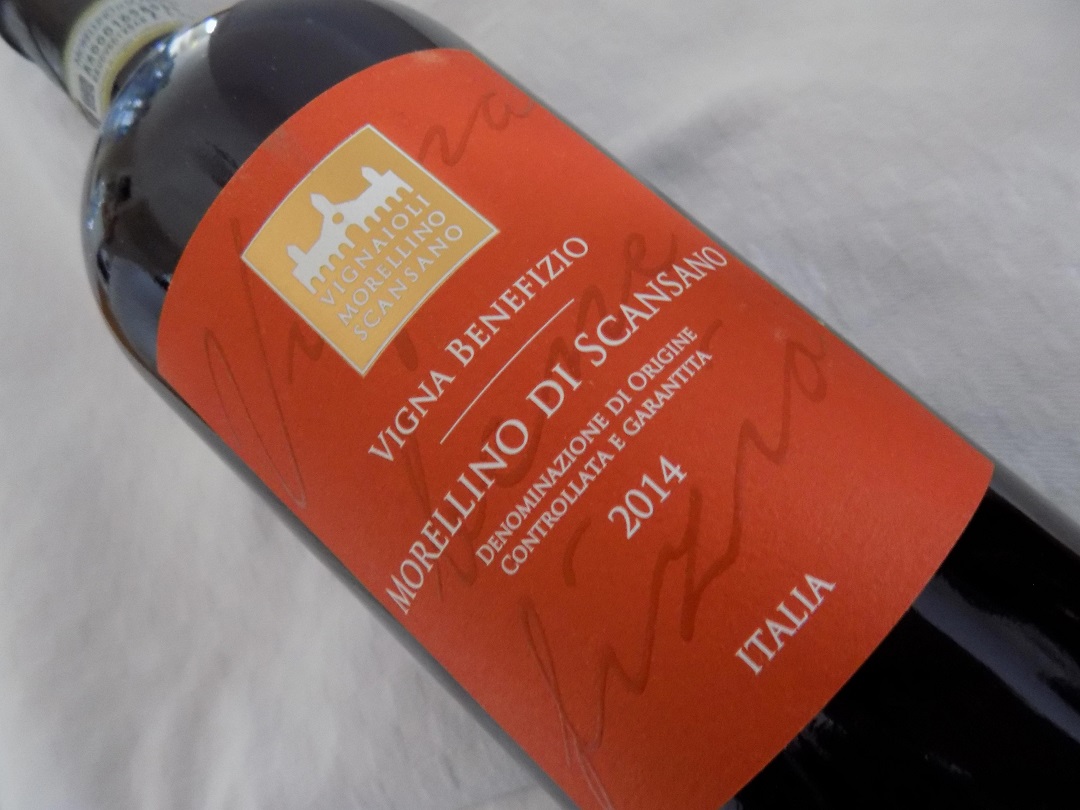 VIGNAIOLI
MORELLINO
SCANSANO
VIGNA BENEFIZIO
MORELLINO DI SCANSANO
DENOMINAZIONE DI ORIGINE
CONTROLLATA E GARANTITA
2014
ITALIA